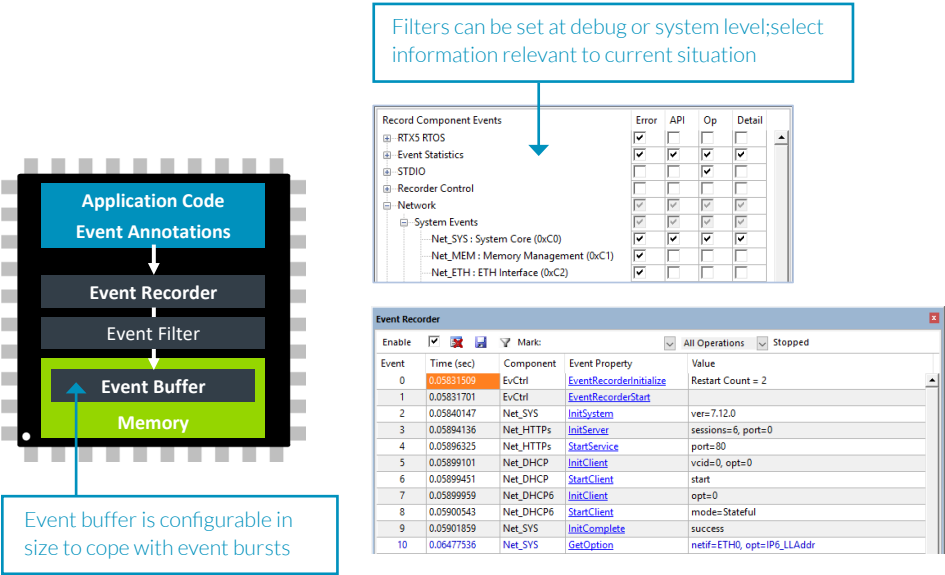 Filters can be set at debug or system level;select
information relevant to current situation
Record Component Events Error API Op Detail
RTX5 RTOS
Event Statistics
STDIO
Recorder Control
Network
System Events
Net_SYS : System Core (0xC0)
Net_MEM : Memory Management (0xC1)
Net_ETH : ETH Interface (0xC2)
Application Code
Event Annotations
Event Recorder
Event Filter
Event Buffer
Memory
Event buffer is configurable in
size to cope with event bursts
Event Recorder
Enable Mark: All Operations Stopped
Event Time (sec) Component Event Property Value
0 0.05831509 EvCtrl EventRecorderInitialize Restart Count = 2
1 0.05831701 EvCtrl EventRecorderStart
2 0.05840147 Net_SYS InitSystem ver=7.12.0
3 0.05894136 Net_HTTPs InitServer sessions=6, port=0
4 0.05896325 Net_HTTPs StartService port=80
5 0.05899101 Net_DHCP InitClient vcid=0, opt=0
6 0.05899451 Net_DHCP StartClient start
7 0.05899959 Net_DHCP6 InitClient opt=0
8 0.05900543 Net_DHCP6 StartClient mode=Stateful
9 0.05901859 Net_SYS InitComplete success
10 0.06477536 Net_SYS GetOption netif=ETH0, opt=IP6_LLAddr